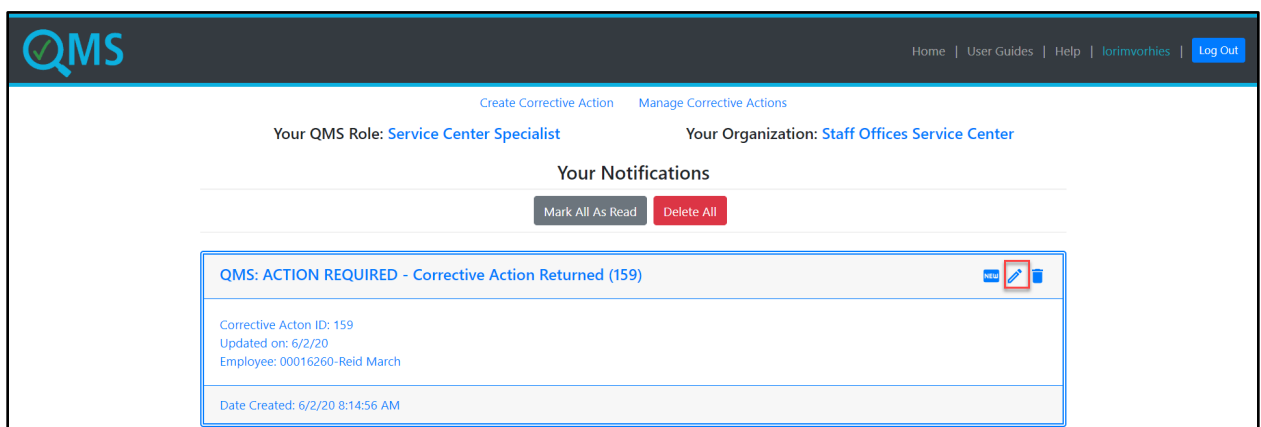 QMS
Home | User Guides | Help | lorimvorhies | Log Out
Create Corrective Action Manage Corrective Actions
Your QMS Role: Service Center Specialist Your Organization: Staff Offices Service Center
Your Notifications
Mark All As Read Delete All
QMS: ACTION REQUIRED - Corrective Action Returned (159) NEW
Corrective Acton ID: 159
Updated on: 6/2/20
Employee: 00016260-Reid March
Date Created: 6/2/20 8:14:56 AM